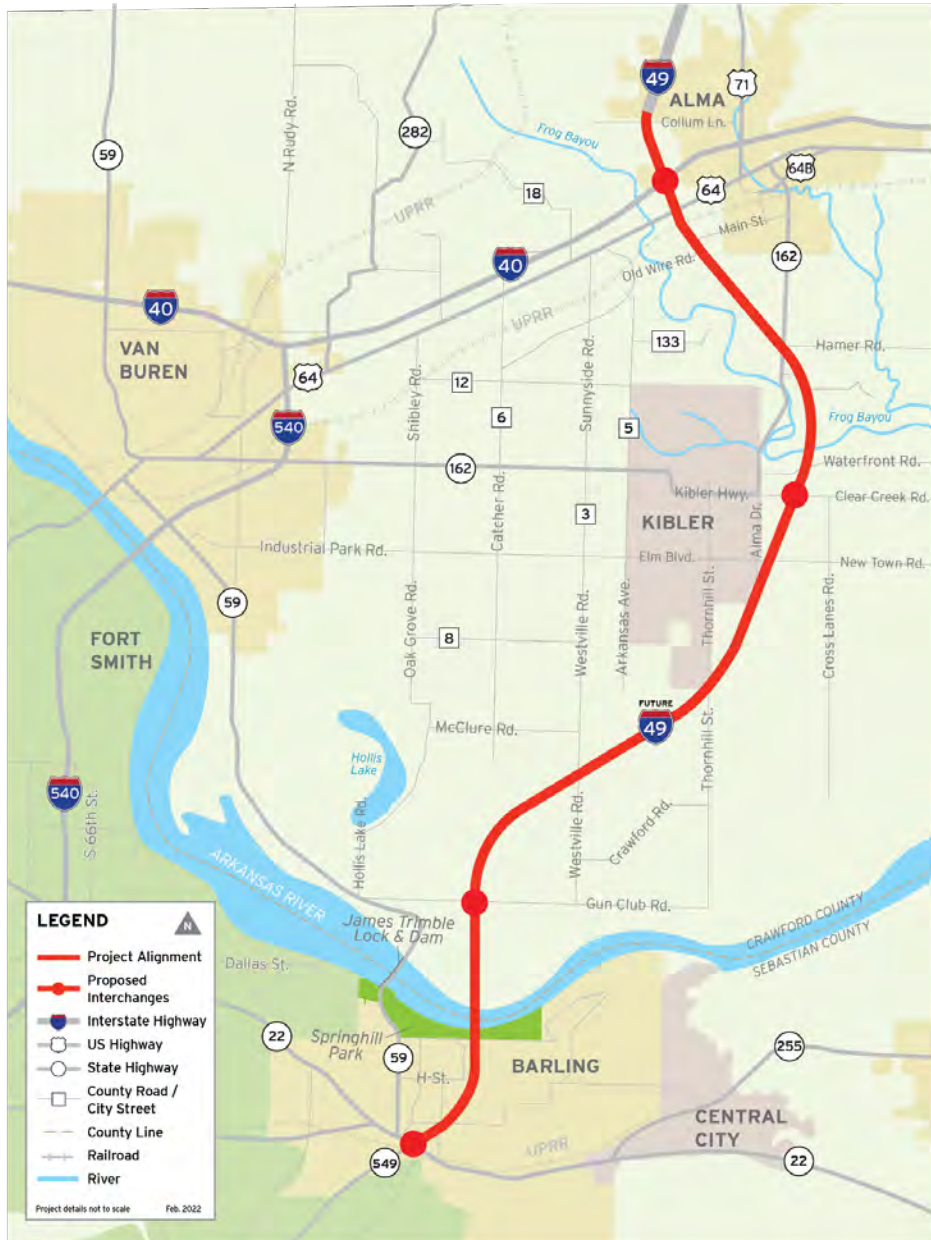 49
ALMA
71
Collum Ln.
N Rudy Rd.
282
59
Frog Bayou
64B
64
18
UPRR
Main St.
162
40
Old Wire Rd.
40
UPRR
133
Hamer Rd.
VAN
BUREN
64
12
Shibley Rd.
Sunnyside Rd.
6
5
540
Frog Bayou
162
Waterfront Rd.
Kibler Hwy.
Clear Creek Rd.
Catcher Rd.
3
KIBLER
Alma Dr.
Industrial Park Rd.
Elm Blvd.
New Town Rd.
59
Oak Grove Rd.
8
Westville Rd.
Arkansas Ave.
Thornhill St.
Cross Lanes Rd.
FORT
SMITH
McClure Rd.
FUTURE
49
Thornhill St.
Hollis
Lake
540
S 66th St.
Hollis Lake Rd.
Westville Rd.
Crawford Rd.
ARKANSAS RIVER
Gun Club Rd.
James Trimble
Lock & Dam
CRAWFORD COUNTY
SEBASTIAN COUNTY
Dallas St.
22
Springhill
Park
59
H-St.
BARLING
255
CENTRAL
CITY
UPRR
549
22
LEGEND
N
Project Alignment
Proposed
Interchanges
Interstate Highway
US Highway
State Highway
County Road /
City Street
County Line
Railroad
River
Project details not to scale
Feb. 2022